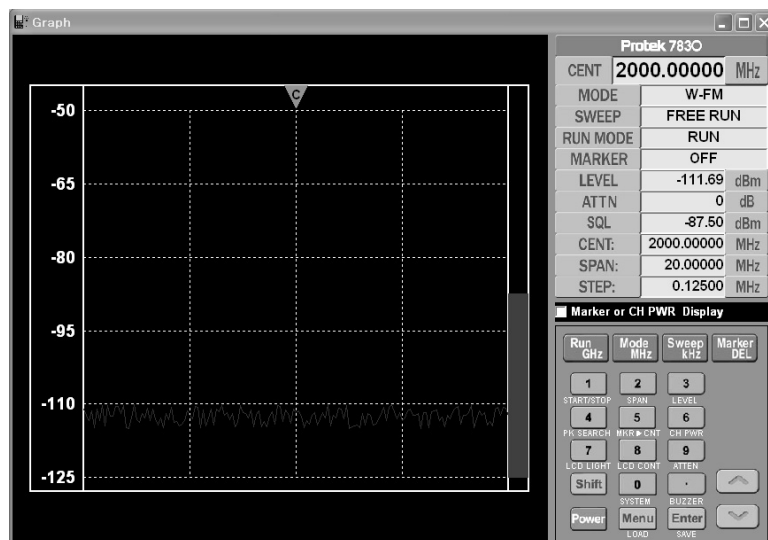 Graph
C
-50
-65
-80
-95
-110
-125
Protek 7830
CENT 2000.00000 MHz
MODE W-FM
SWEEP FREE RUN
RUN MODE RUN
MARKER OFF
LEVEL -111.69 dBm
ATTN 0 dB
SQL -87.50 dBm
CENT: 2000.00000 MHz
SPAN: 20.00000 MHz
STEP: 0.12500 MHz
Marker or CH PWR Display
Run GHz Mode MHz Sweep kHz Marker DEL
1 2 3
START/STOP SPAN LEVEL
4 5 6
PK SEARCH MKR▶CNT CH PWR
7 8 9
LCD LIGHT LCD CONT ATTEN
Shift 0 .
SYSTEM BUZZER
Power Menu Enter
LOAD SAVE